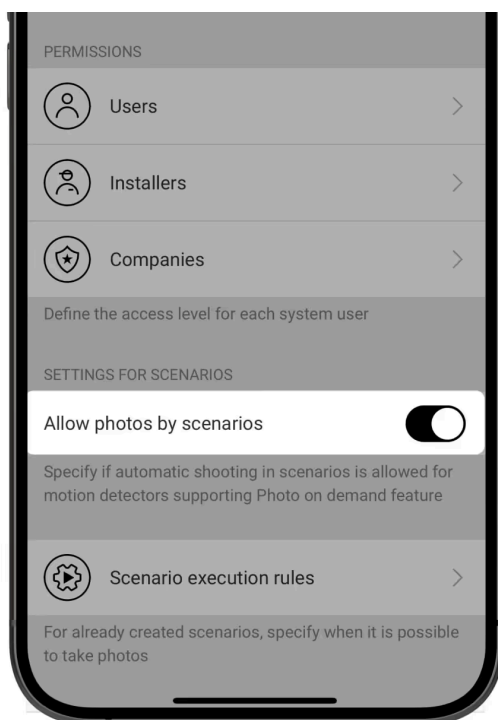 PERMISSIONS
Users
Installers
Companies
Define the access level for each system user
SETTINGS FOR SCENARIOS
Allow photos by scenarios
Specify if automatic shooting in scenarios is allowed for
motion detectors supporting Photo on demand feature
Scenario execution rules
For already created scenarios, specify when it is possible
to take photos